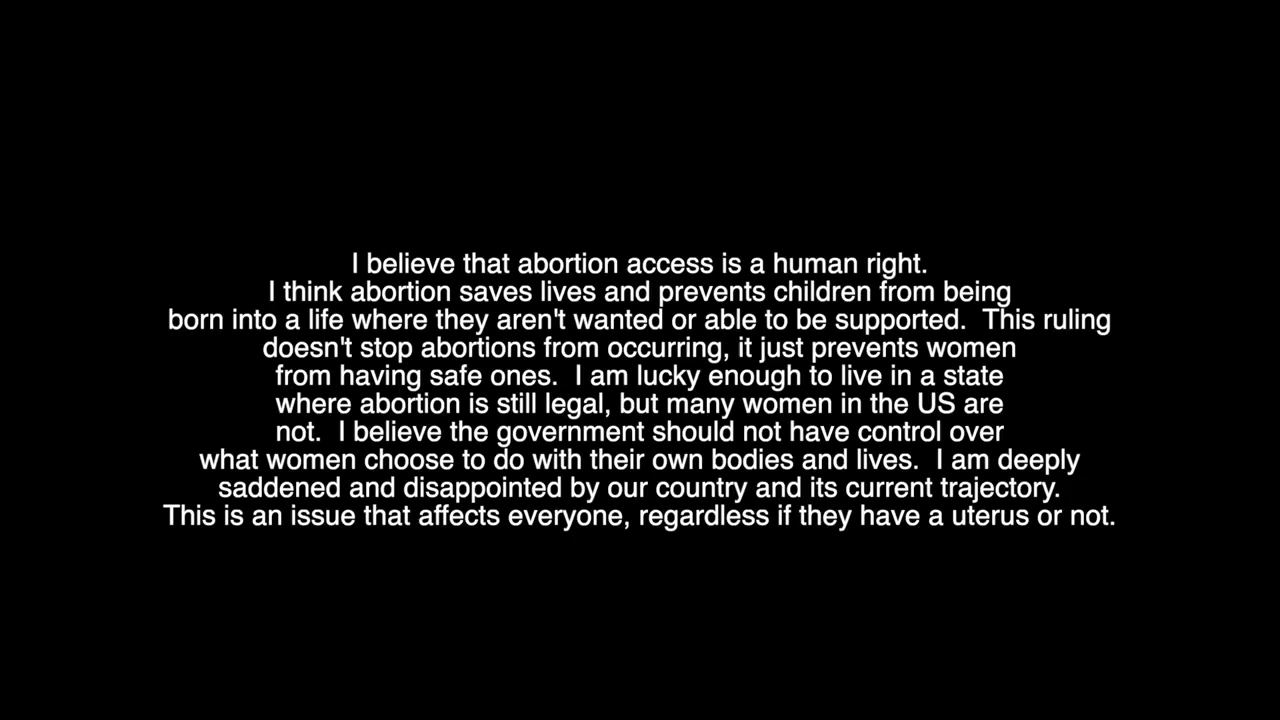 I believe that abortion access is a human right.
I think abortion saves lives and prevents children from being
born into a life where they aren't wanted or able to be supported.  This ruling
doesn't stop abortions from occurring, it just prevents women
from having safe ones.  I am lucky enough to live in a state
where abortion is still legal, but many women in the US are
not.  I believe the government should not have control over
what women choose to do with their own bodies and lives.  I am deeply
saddened and disappointed by our country and its current trajectory.
This is an issue that affects everyone, regardless if they have a uterus or not.